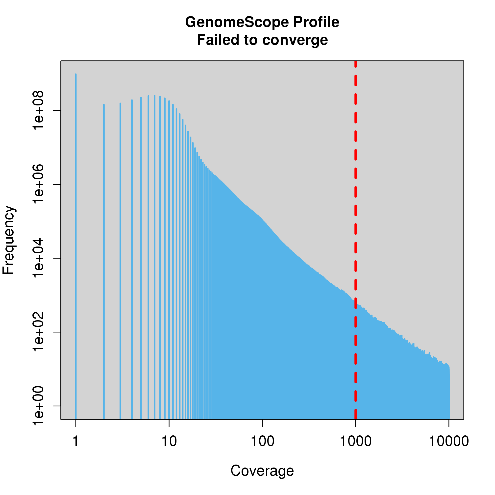 GenomeScope Profile
Failed to converge
Frequency
1e+08
1e+06
1e+04
1e+02
1e+00
1 10 100 1000 10000
Coverage